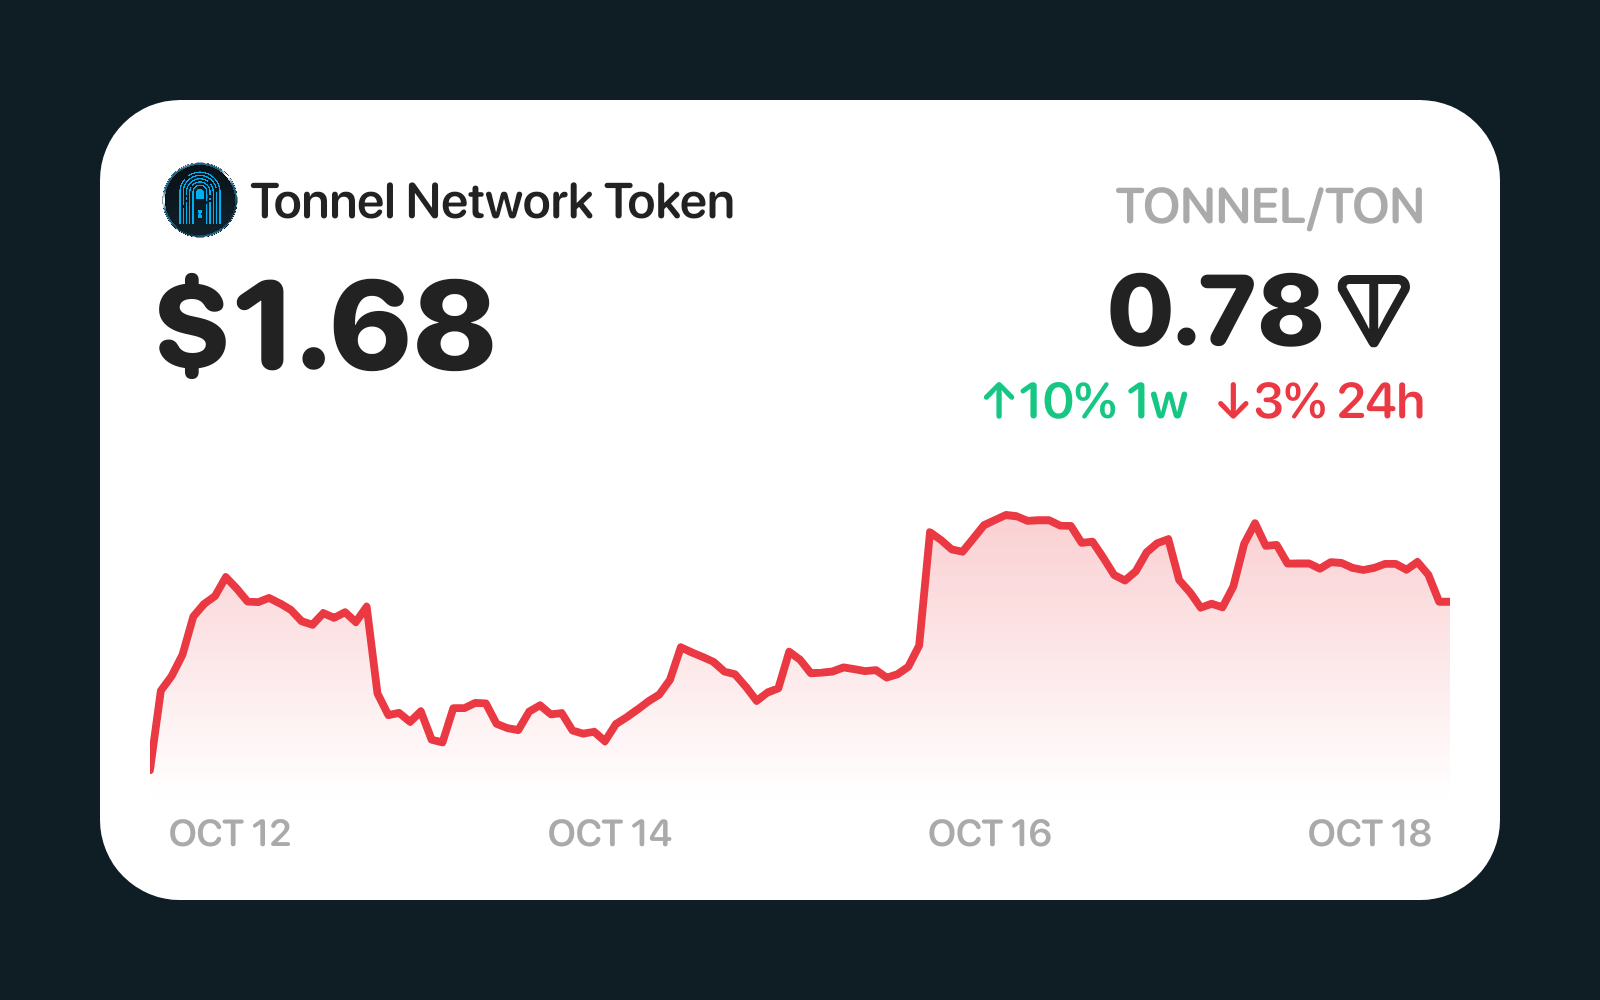 Tonnel Network Token
TONNEL/TON
$1.68
0.78
↑10% 1w ↓3% 24h
OCT 12 OCT 14 OCT 16 OCT 18